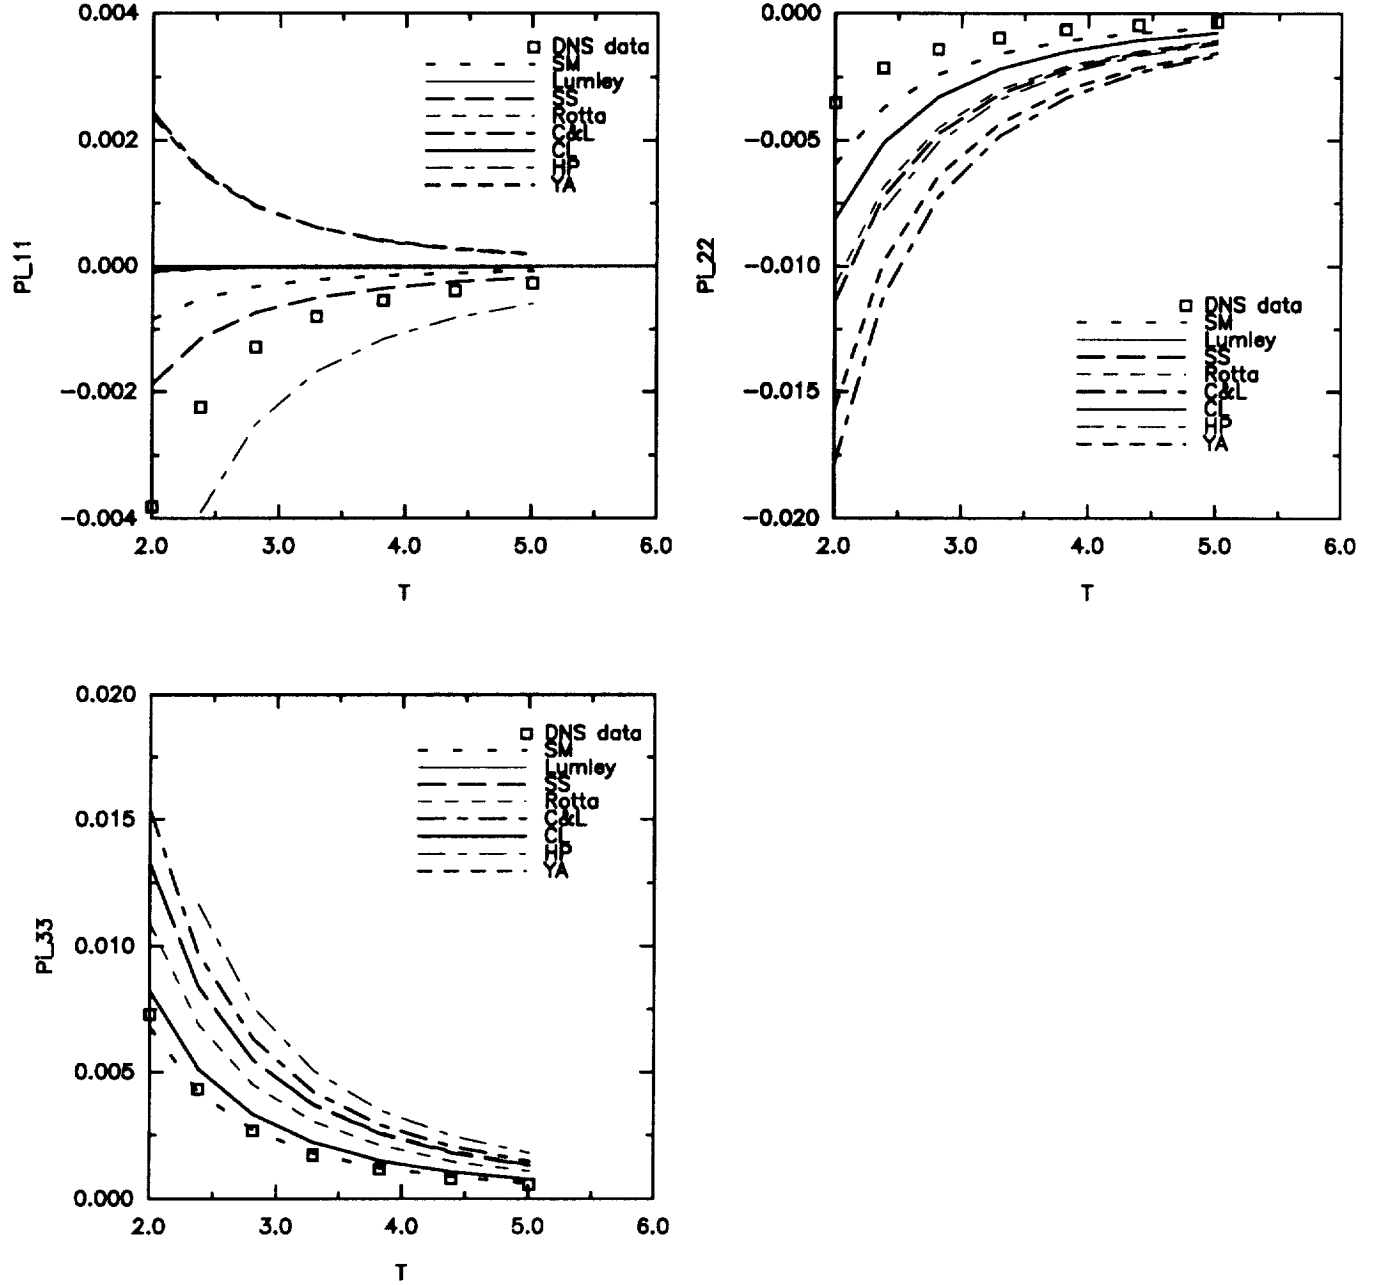 0.004
0.002
0.000
−0.002
−0.004
Pi_11
2.0 3.0 4.0 5.0 6.0
T
DNS data
SM
Lumley
SS
Rotta
C&L
CL
HP
YA
0.000
−0.005
−0.010
−0.015
−0.020
Pi_22
2.0 3.0 4.0 5.0 6.0
T
DNS data
SM
Lumley
SS
Rotta
C&L
CL
HP
YA
0.020
0.015
0.010
0.005
0.000
Pi_33
2.0 3.0 4.0 5.0 6.0
T
DNS data
SM
Lumley
SS
Rotta
C&L
CL
HP
YA